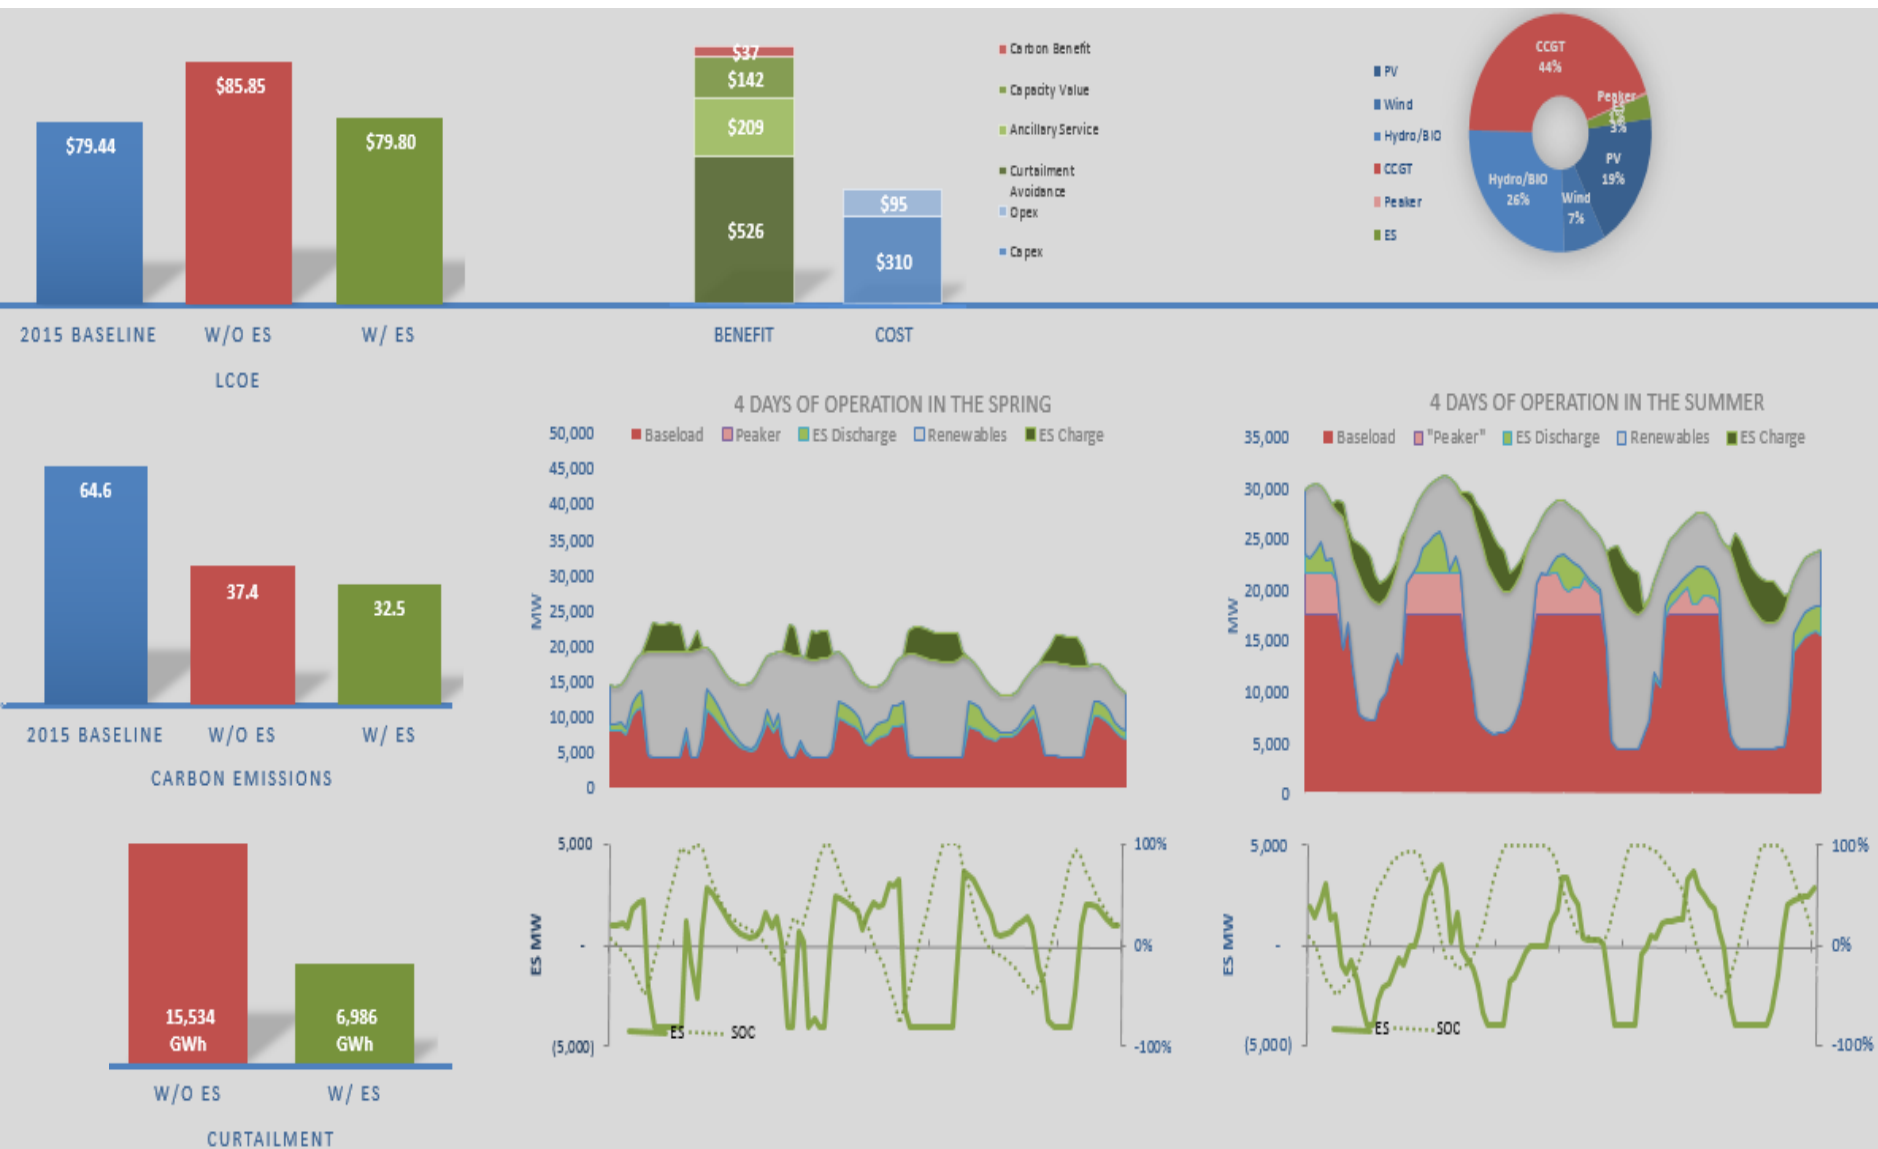 $79.44
$85.85
$79.80
2015 BASELINE
W/O ES
W/ ES
LCOE
$37
$142
$209
$526
$95
$310
BENEFIT
COST
Carbon Benefit
Capacity Value
Ancillary Service
Curtailment
Avoidance
Opex
Capex
PV
Wind
Hydro/BIO
CCGT
Peaker
ES
CCGT
44%
Peaker
3%
PV
19%
Wind
7%
Hydro/BIO
26%
64.6
37.4
32.5
2015 BASELINE
W/O ES
W/ ES
CARBON EMISSIONS
15,534
GWh
6,986
GWh
W/O ES
W/ ES
CURTAILMENT
4 DAYS OF OPERATION IN THE SPRING
Baseload Peaker ES Discharge Renewables ES Charge
50,000
45,000
40,000
35,000
30,000
25,000
20,000
15,000
10,000
5,000
0
MW
5,000
-
(5,000)
ES MW
100%
0%
-100%
ES SOC
4 DAYS OF OPERATION IN THE SUMMER
Baseload "Peaker" ES Discharge Renewables ES Charge
35,000
30,000
25,000
20,000
15,000
10,000
5,000
0
MW
5,000
-
(5,000)
ES MW
100%
0%
-100%
ES SOC